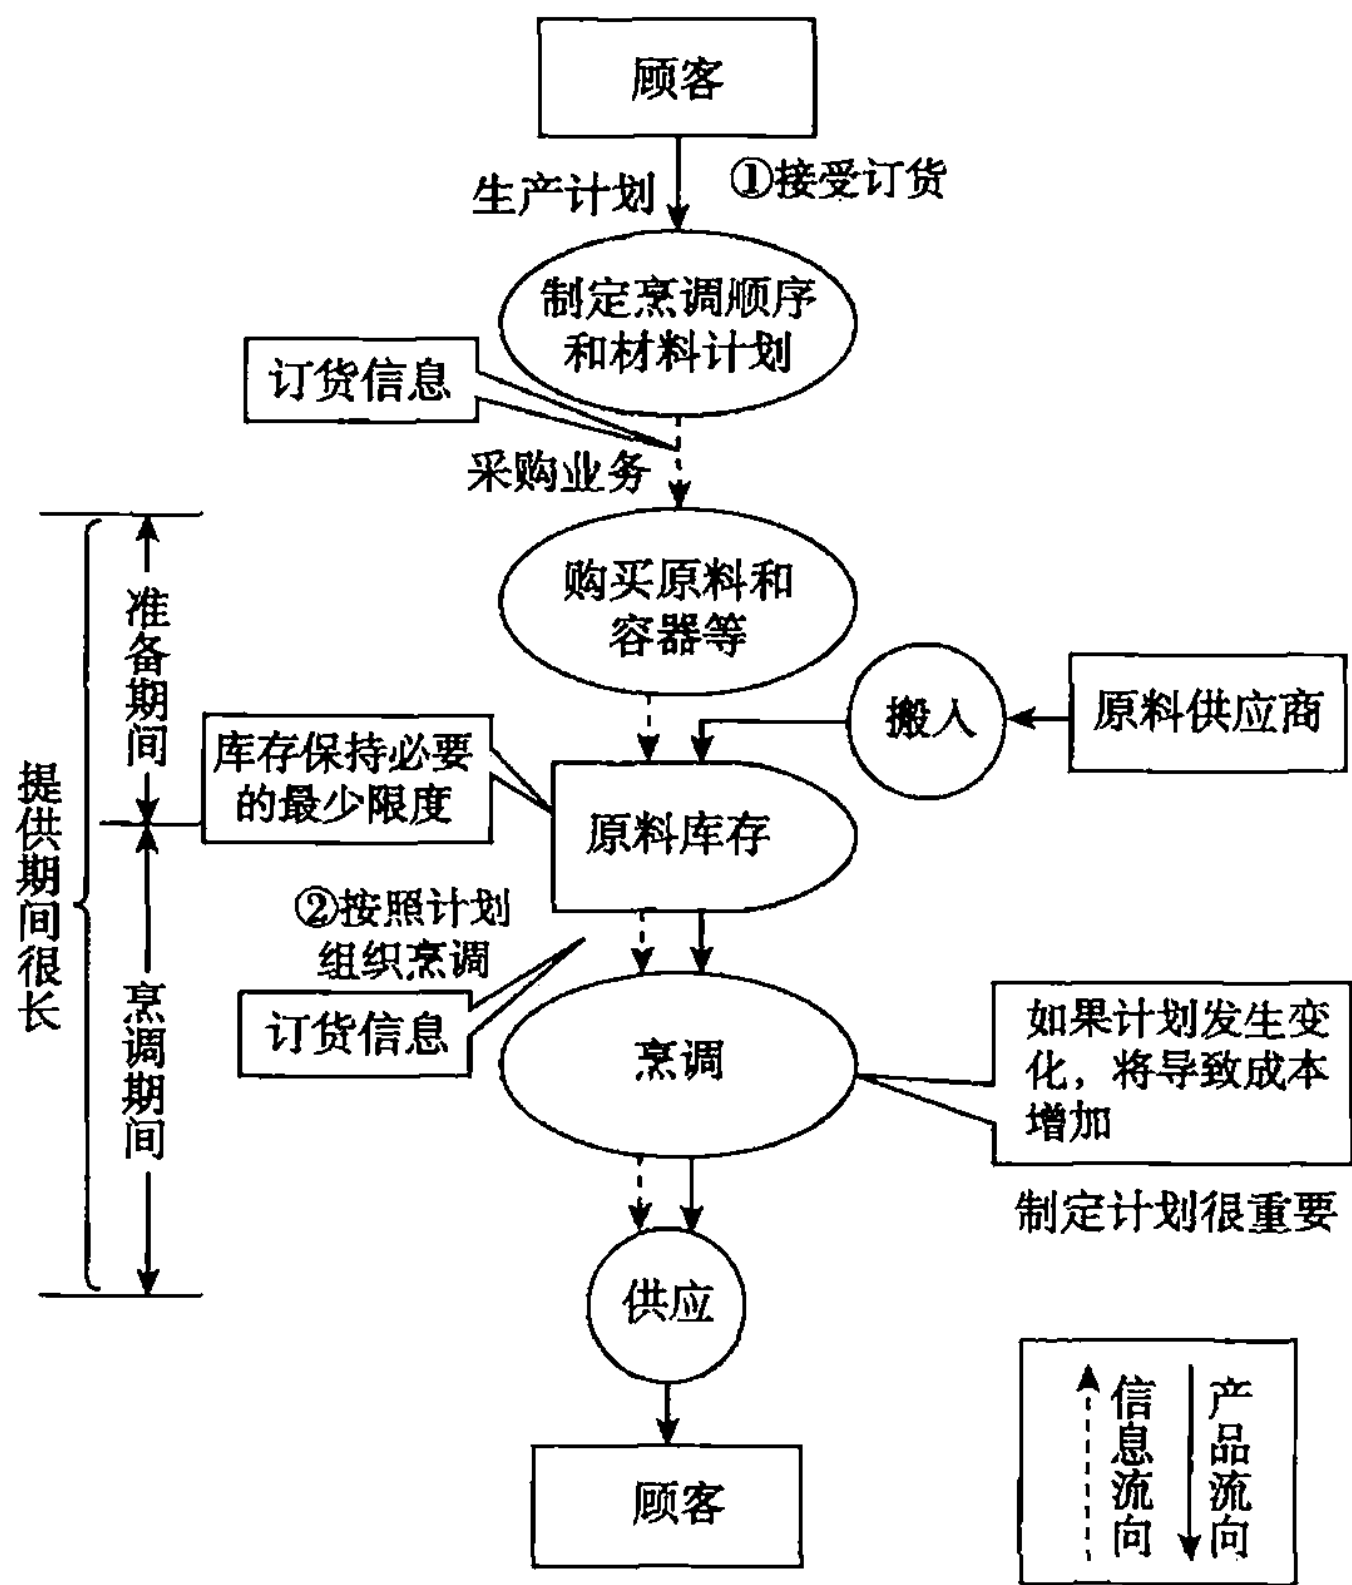 顾客
生产计划
①接受订货
制定烹调顺序
和材料计划
订货信息
采购业务
购买原料和
容器等
准备期间
搬入
原料供应商
库存保持必要
的最少限度
原料库存
提供期间很长
②按照计划
组织烹调
订货信息
烹调
烹调期间
如果计划发生变
化，将导致成本
增加
制定计划很重要
供应
顾客
信息流向
产品流向